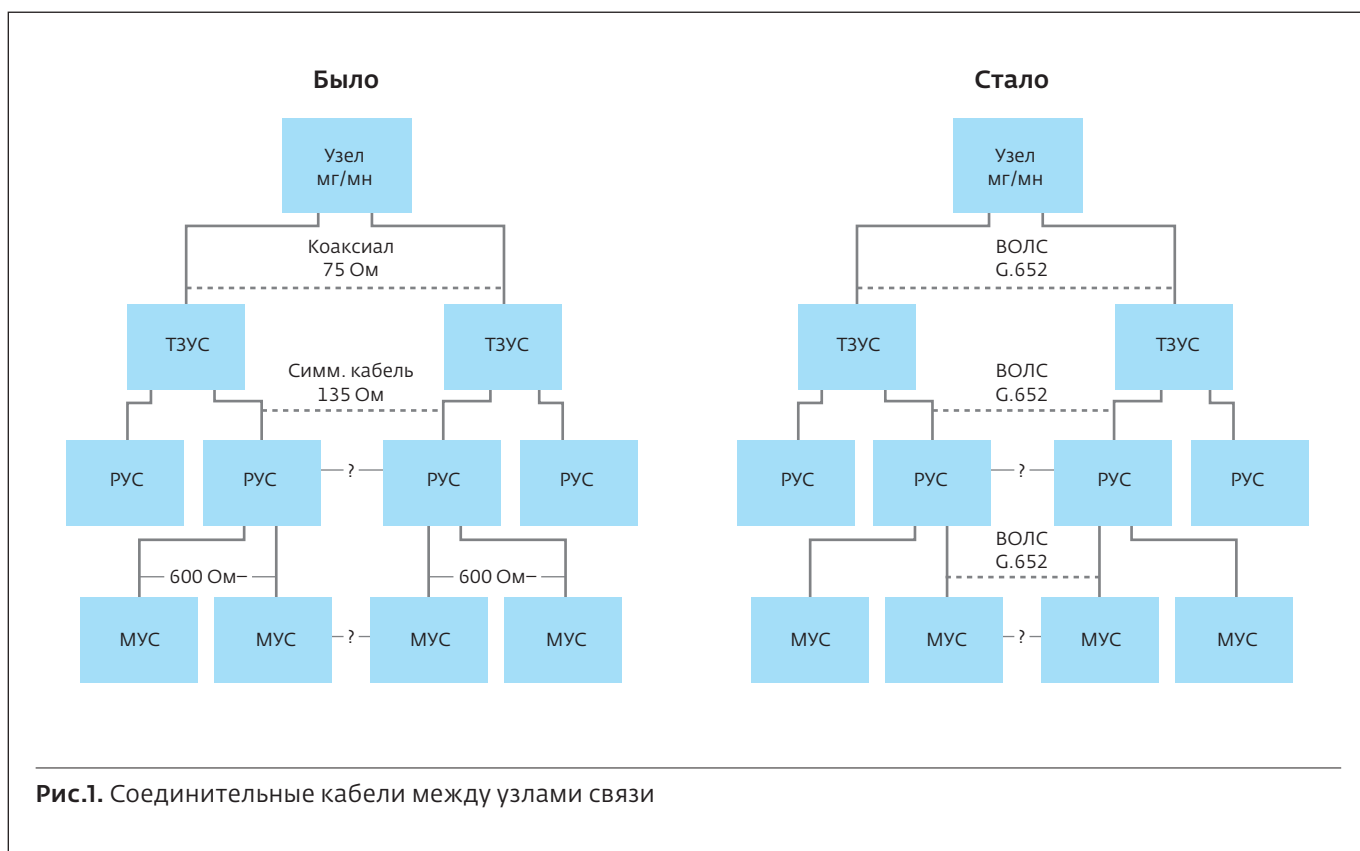 Было
Узел
мг/мн
Коаксиал
75 Ом
ТЗУС
ТЗУС
Симм. кабель
135 Ом
РУС
РУС
?
РУС
РУС
600 Ом
600 Ом
МУС
МУС
?
МУС
МУС
Стало
Узел
мг/мн
ВОЛС
G.652
ТЗУС
ТЗУС
ВОЛС
G.652
РУС
РУС
?
РУС
РУС
ВОЛС
G.652
МУС
МУС
?
МУС
МУС
Рис.1. Соединительные кабели между узлами связи